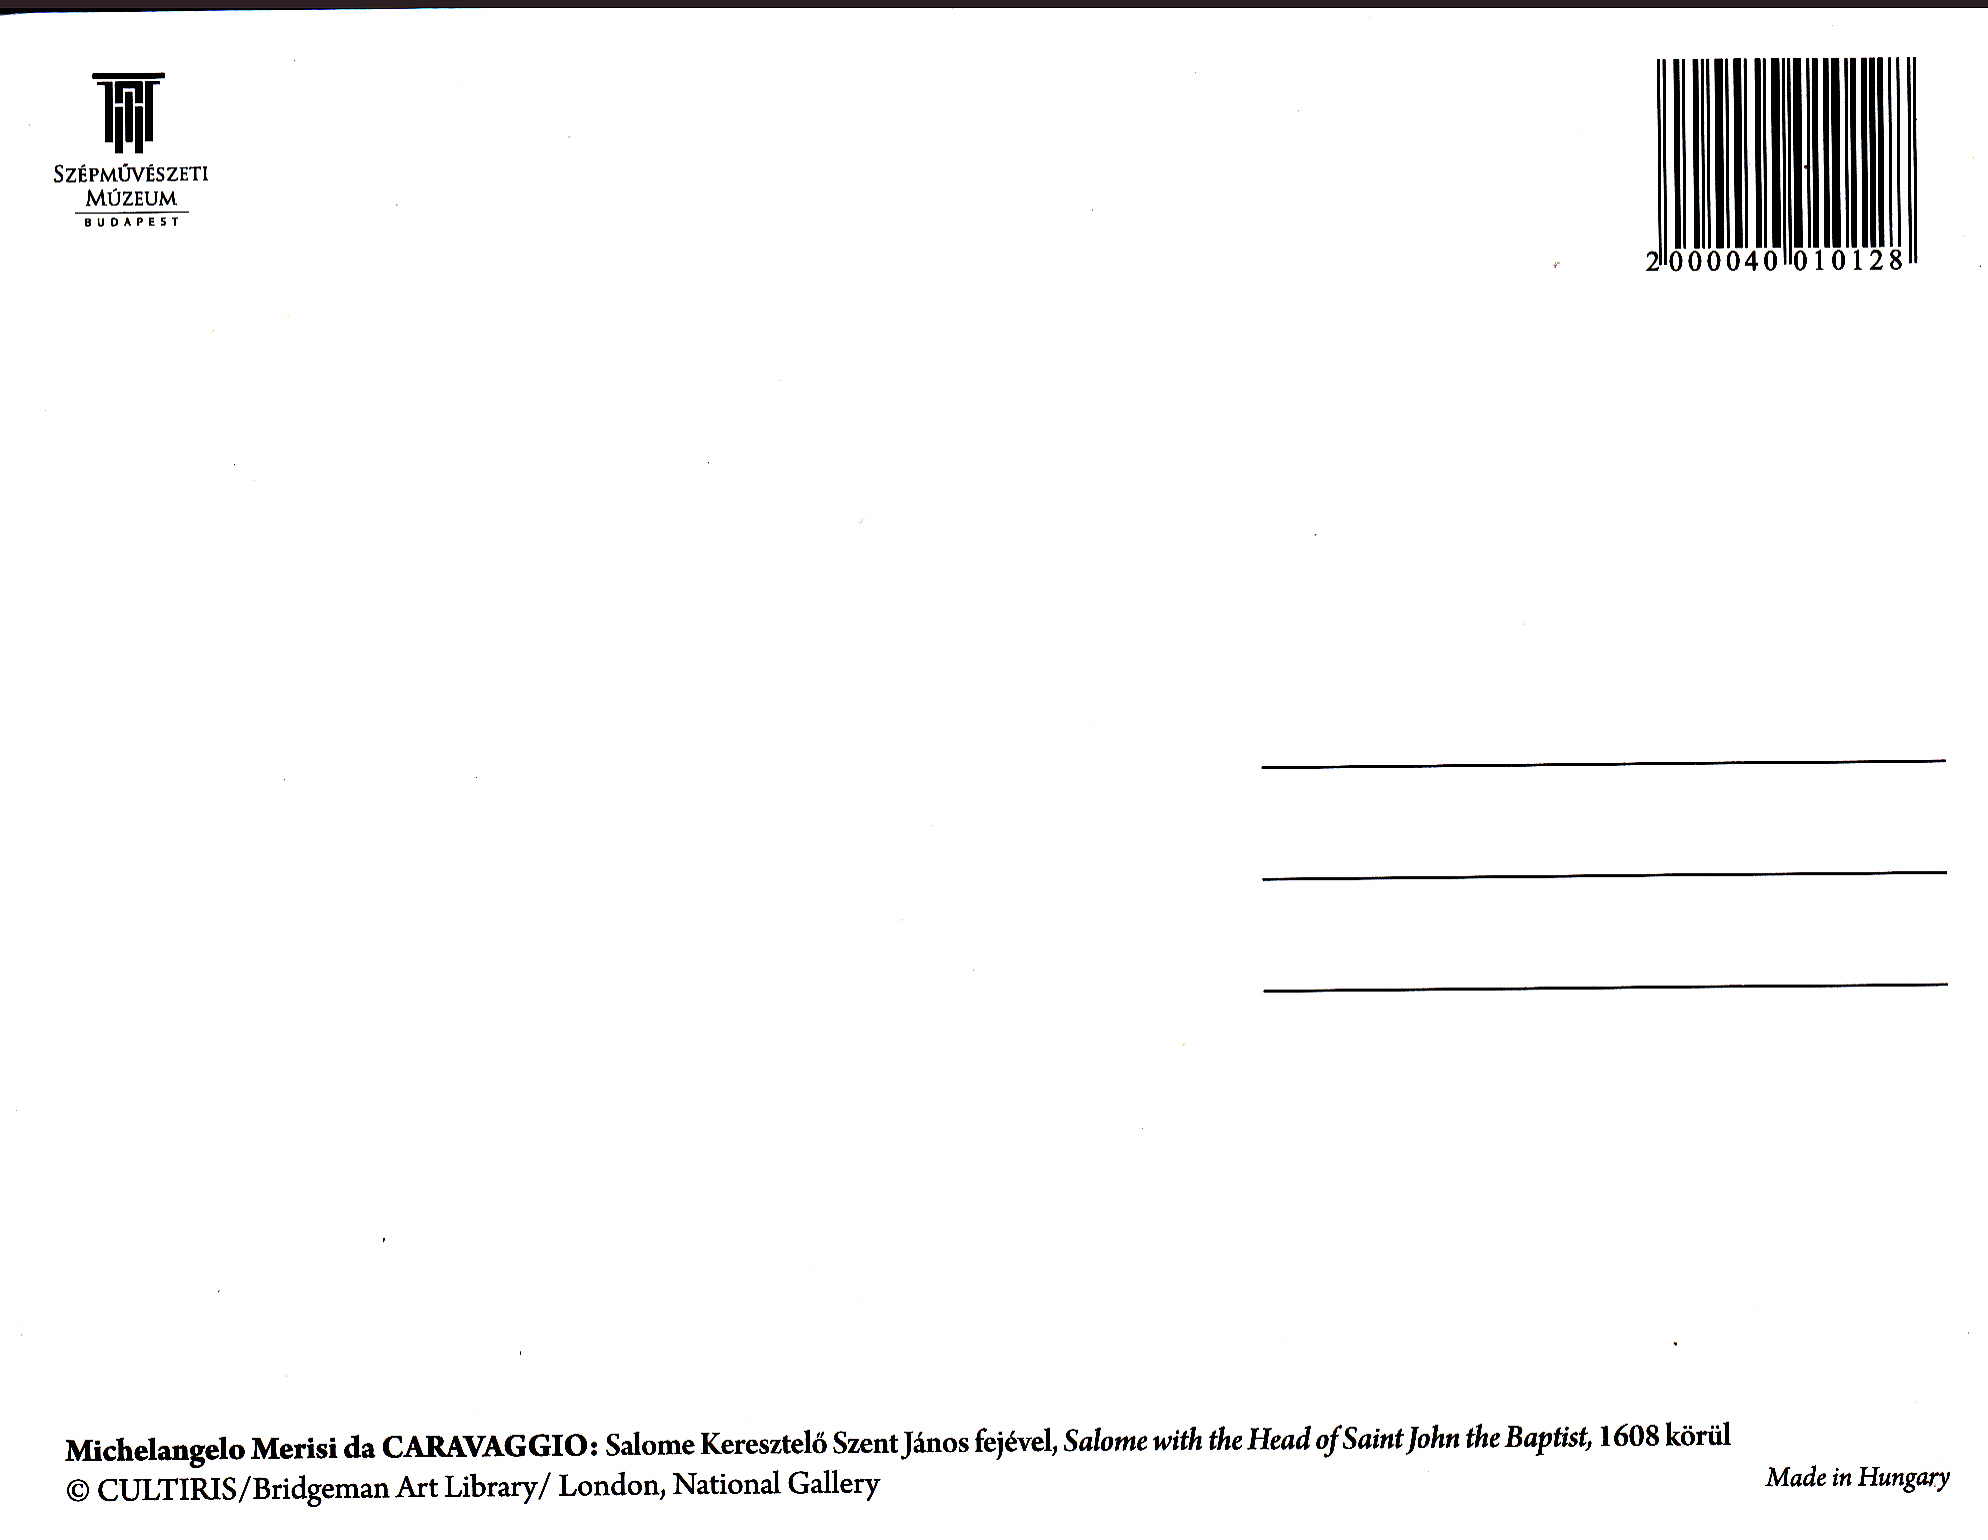 SZÉPMŰVÉSZETI
MÚZEUM
BUDAPEST
2 000040 010128
Michelangelo Merisi da CARAVAGGIO: Salome Keresztelő Szent János fejével, Salome with the Head of Saint John the Baptist, 1608 körül
© CULTIRIS/Bridgeman Art Library/ London, National Gallery
Made in Hungary